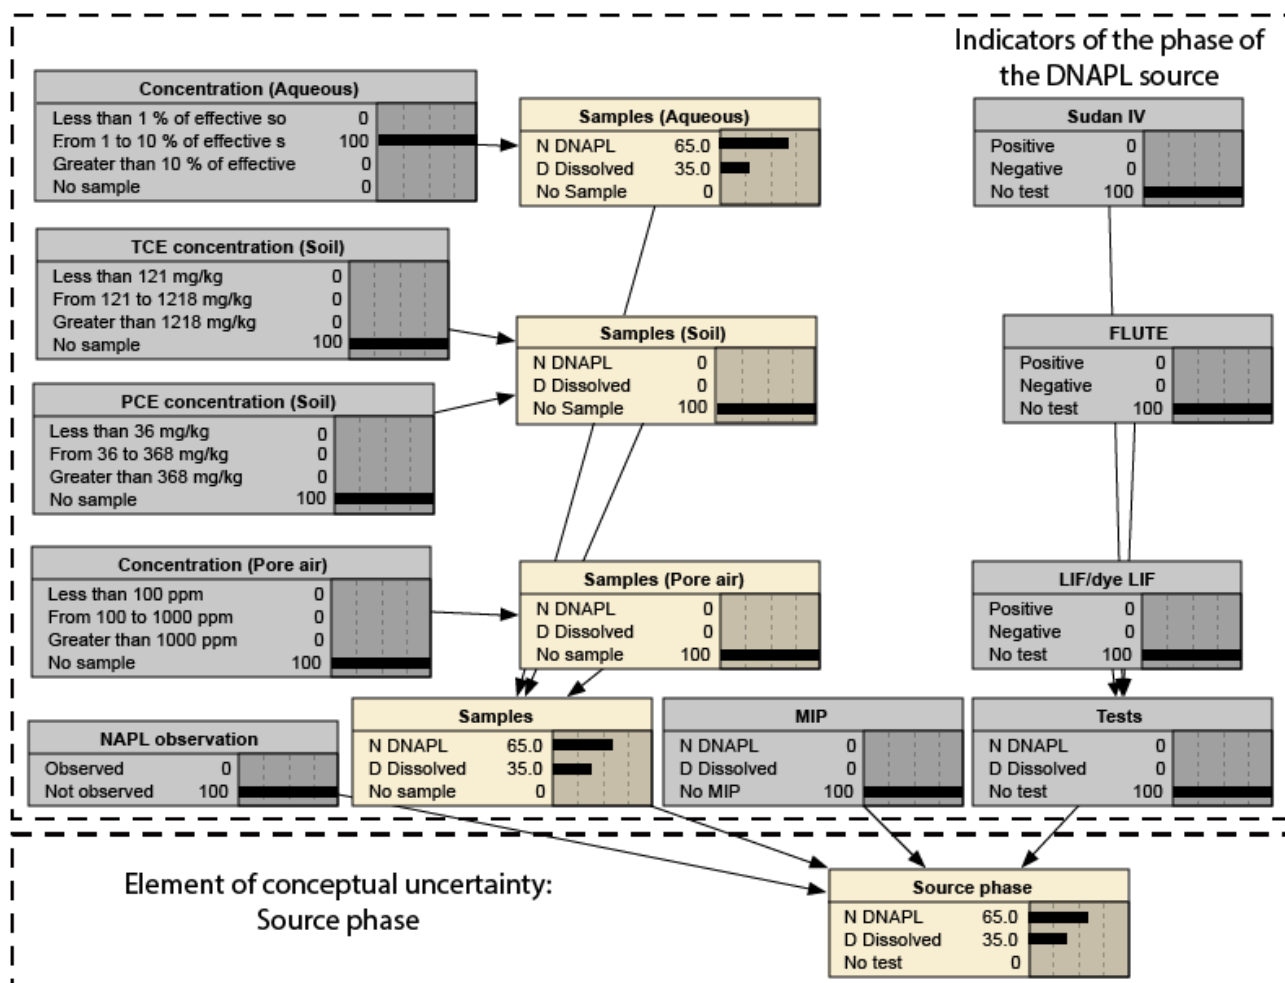 Indicators of the phase of
the DNAPL source
Concentration (Aqueous)
Less than 1 % of effective so 0
From 1 to 10 % of effective s 100
Greater than 10 % of effective 0
No sample 0
Samples (Aqueous)
N DNAPL 65.0
D Dissolved 35.0
No Sample 0
Sudan IV
Positive 0
Negative 0
No test 100
TCE concentration (Soil)
Less than 121 mg/kg 0
From 121 to 1218 mg/kg 0
Greater than 1218 mg/kg 0
No sample 100
Samples (Soil)
N DNAPL 0
D Dissolved 0
No Sample 100
FLUTE
Positive 0
Negative 0
No test 100
PCE concentration (Soil)
Less than 36 mg/kg 0
From 36 to 368 mg/kg 0
Greater than 368 mg/kg 0
No sample 100
Concentration (Pore air)
Less than 100 ppm 0
From 100 to 1000 ppm 0
Greater than 1000 ppm 0
No sample 100
Samples (Pore air)
N DNAPL 0
D Dissolved 0
No sample 100
LIF/dye LIF
Positive 0
Negative 0
No test 100
NAPL observation
Observed 0
Not observed 100
Samples
N DNAPL 65.0
D Dissolved 35.0
No sample 0
MIP
N DNAPL 0
D Dissolved 0
No MIP 100
Tests
N DNAPL 0
D Dissolved 0
No test 100
Element of conceptual uncertainty:
Source phase
Source phase
N DNAPL 65.0
D Dissolved 35.0
No test 0